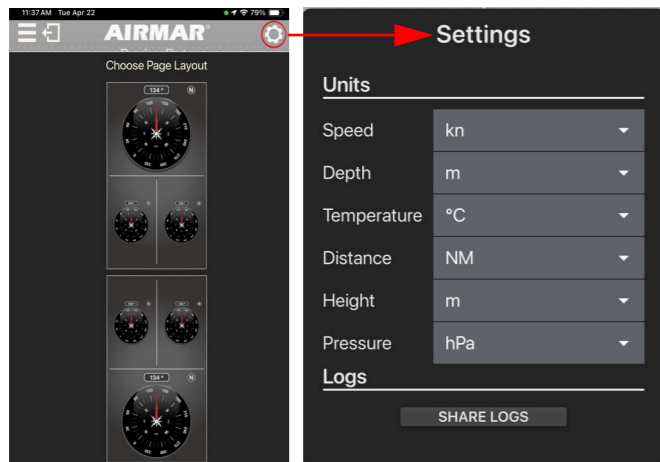 11:37 AM Tue Apr 22
79%
AIRMAR®
Choose Page Layout
134°
N
134°
N
Settings
Units
Speed kn
Depth m
Temperature °C
Distance NM
Height m
Pressure hPa
Logs
SHARE LOGS